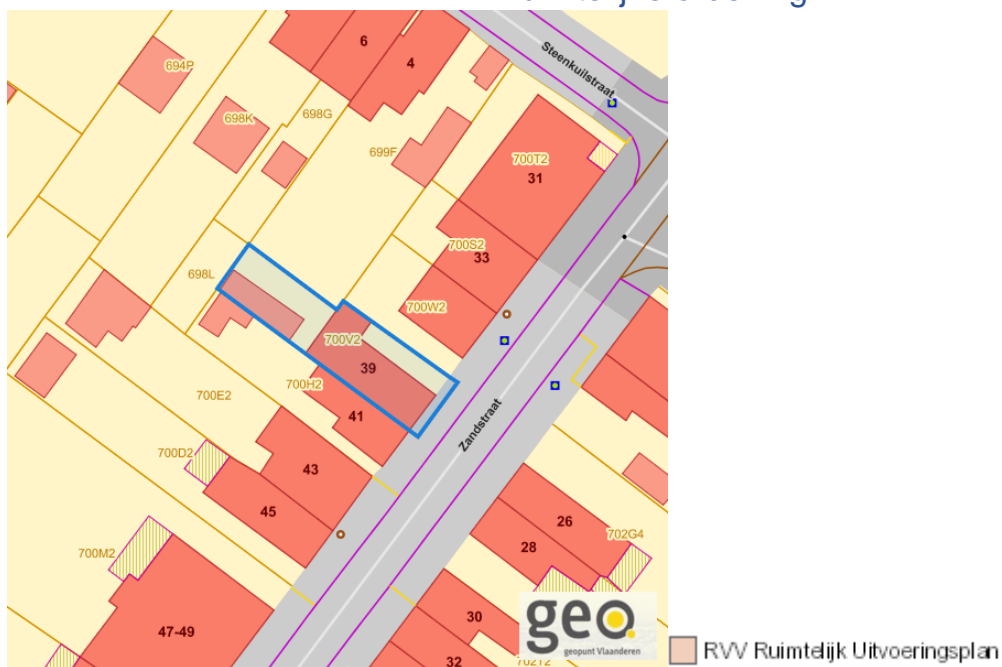 6
4
Steenkuilstraat
694P
698K
698G
699F
700T2
31
700S2
33
698L
700W2
700V2
39
700H2
41
700E2
Zandstraat
43
700D2
45
26
28
702G4
700M2
47-49
30
32
702T2
geo.
geopunt Vlaanderen
RVV Ruimtelijk Uitvoeringsplan